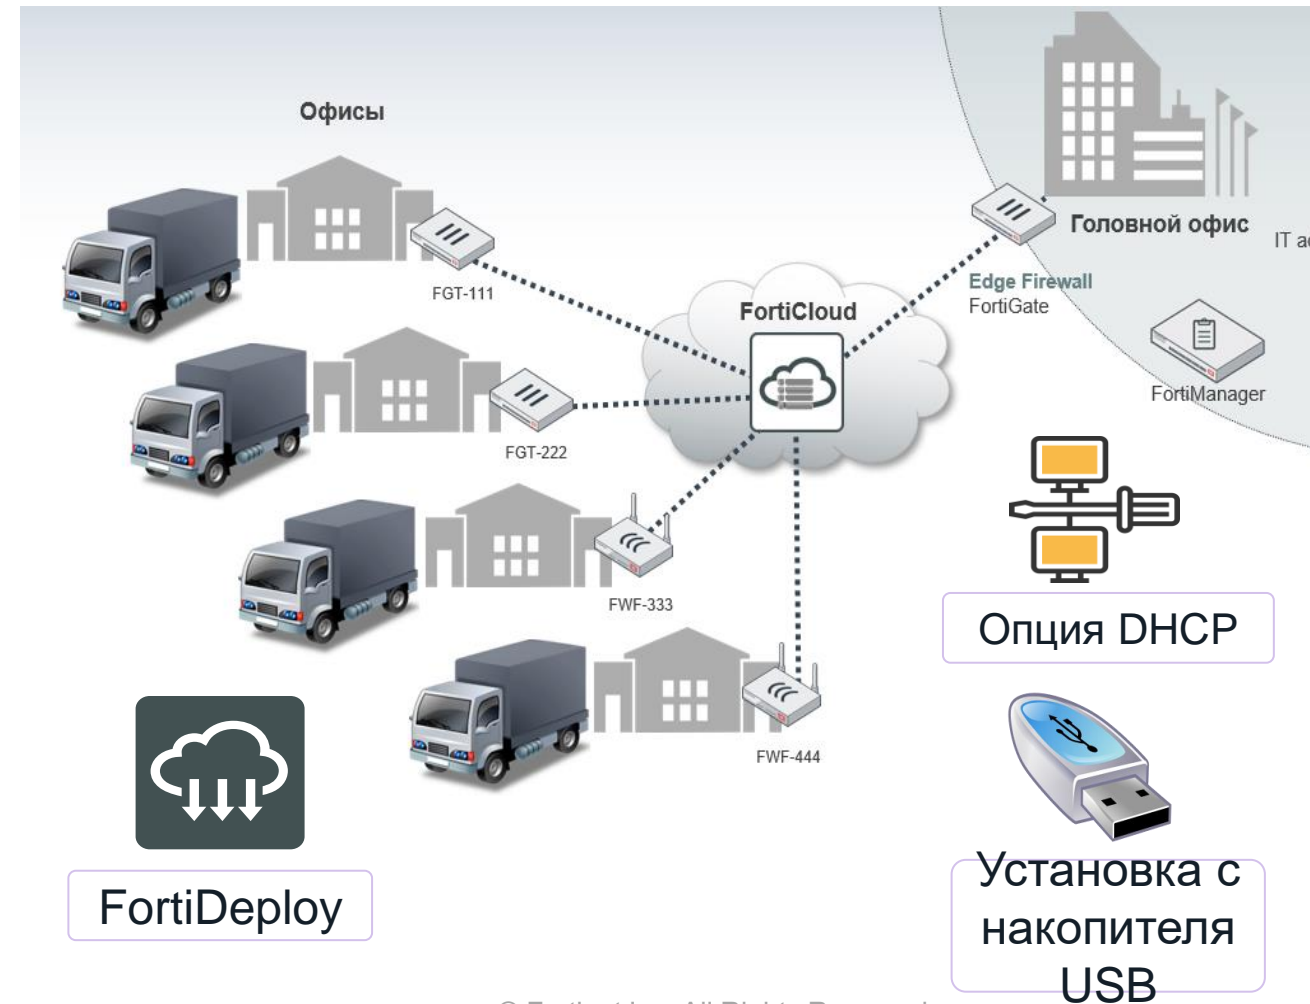 Офисы
Головной офис
IT
Edge Firewall
FortiGate
FGT-111
FortiCloud
FortiManager
FGT-222
FWF-333
Опция DHCP
FWF-444
FortiDeploy
Установка с
накопителя
USB